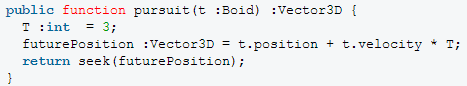 public function pursuit(t :Boid) :Vector3D {
T :int  = 3;
futurePosition :Vector3D = t.position + t.velocity * T;
return seek(futurePosition);
}